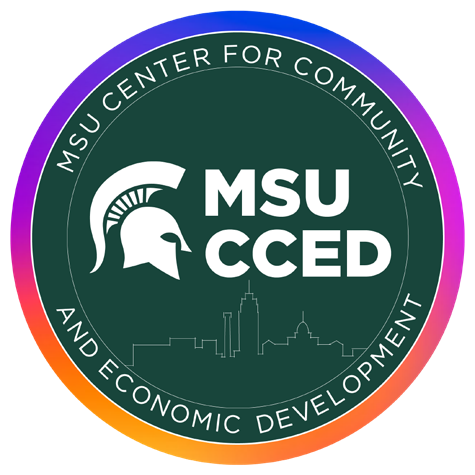 MSU CENTER FOR COMMUNITY
MSU
CCED
AND ECONOMIC DEVELOPMENT